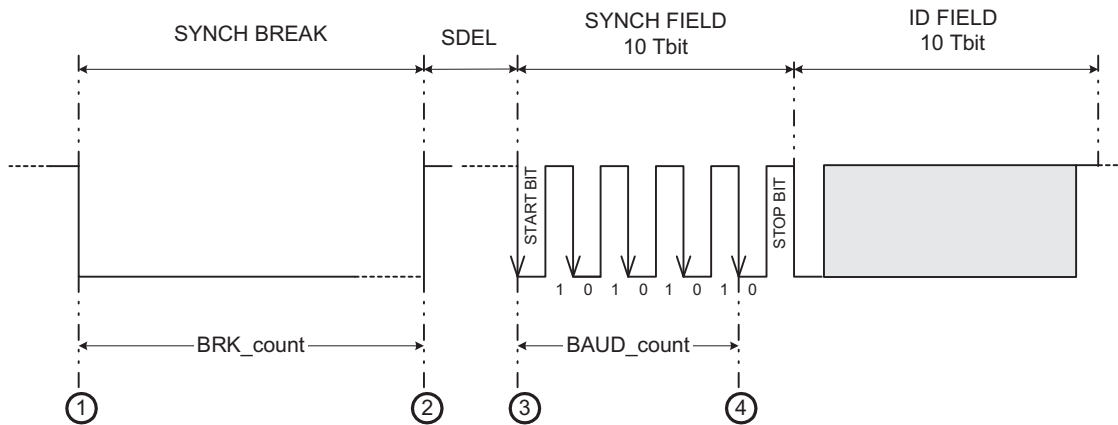 SYNCH BREAK
SDEL
SYNCH FIELD
10 Tbit
ID FIELD
10 Tbit
START BIT
STOP BIT
1 0 1 0 1 0 1 0
BRK_count
BAUD_count
1
2
3
4